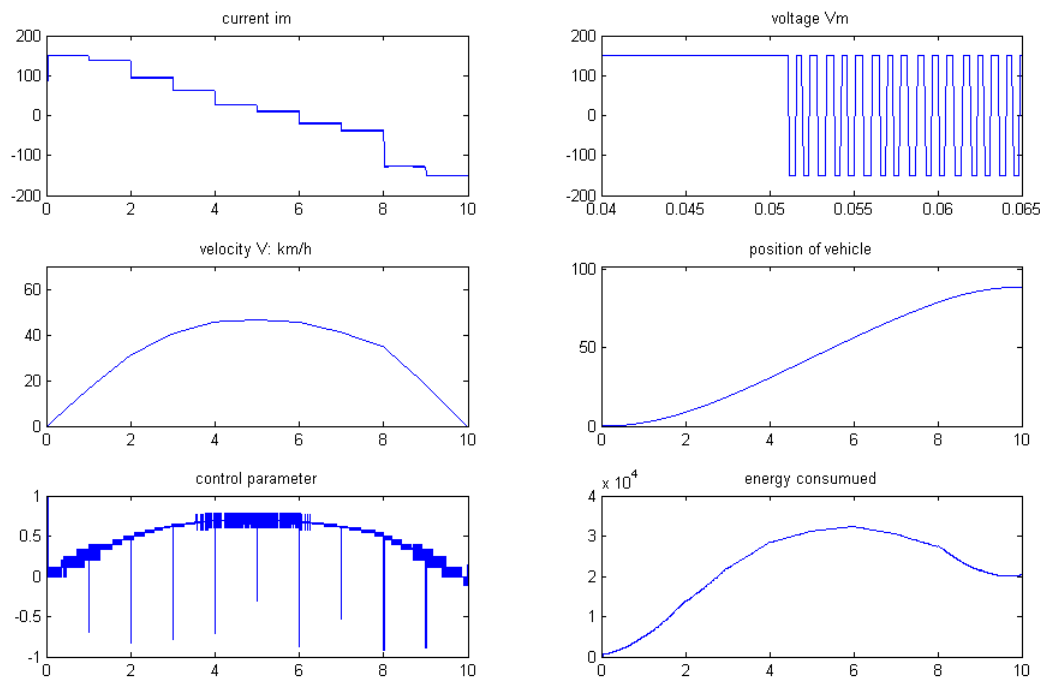 current im
200
100
0
-100
-200
0 2 4 6 8 10
voltage Vm
200
100
0
-100
-200
0.04 0.045 0.05 0.055 0.06 0.065
velocity V: km/h
60
40
20
0
0 2 4 6 8 10
position of vehicle
100
50
0
0 2 4 6 8 10
control parameter
1
0.5
0
-0.5
-1
0 2 4 6 8 10
energy consumued
x 10^4
4
3
2
1
0
0 2 4 6 8 10